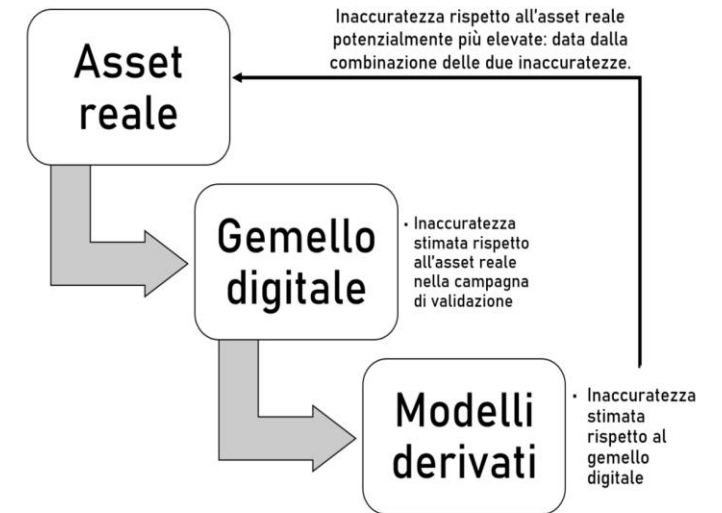 Inaccuratezza rispetto all'asset reale
potenzialmente più elevate: data dalla
combinazione delle due inaccuratezze.
Asset
reale
Gemello
digitale
• Inaccuratezza
stimata rispetto
all'asset reale
nella campagna
di validazione
Modelli
derivati
• Inaccuratezza
stimata
rispetto al
gemello
digitale